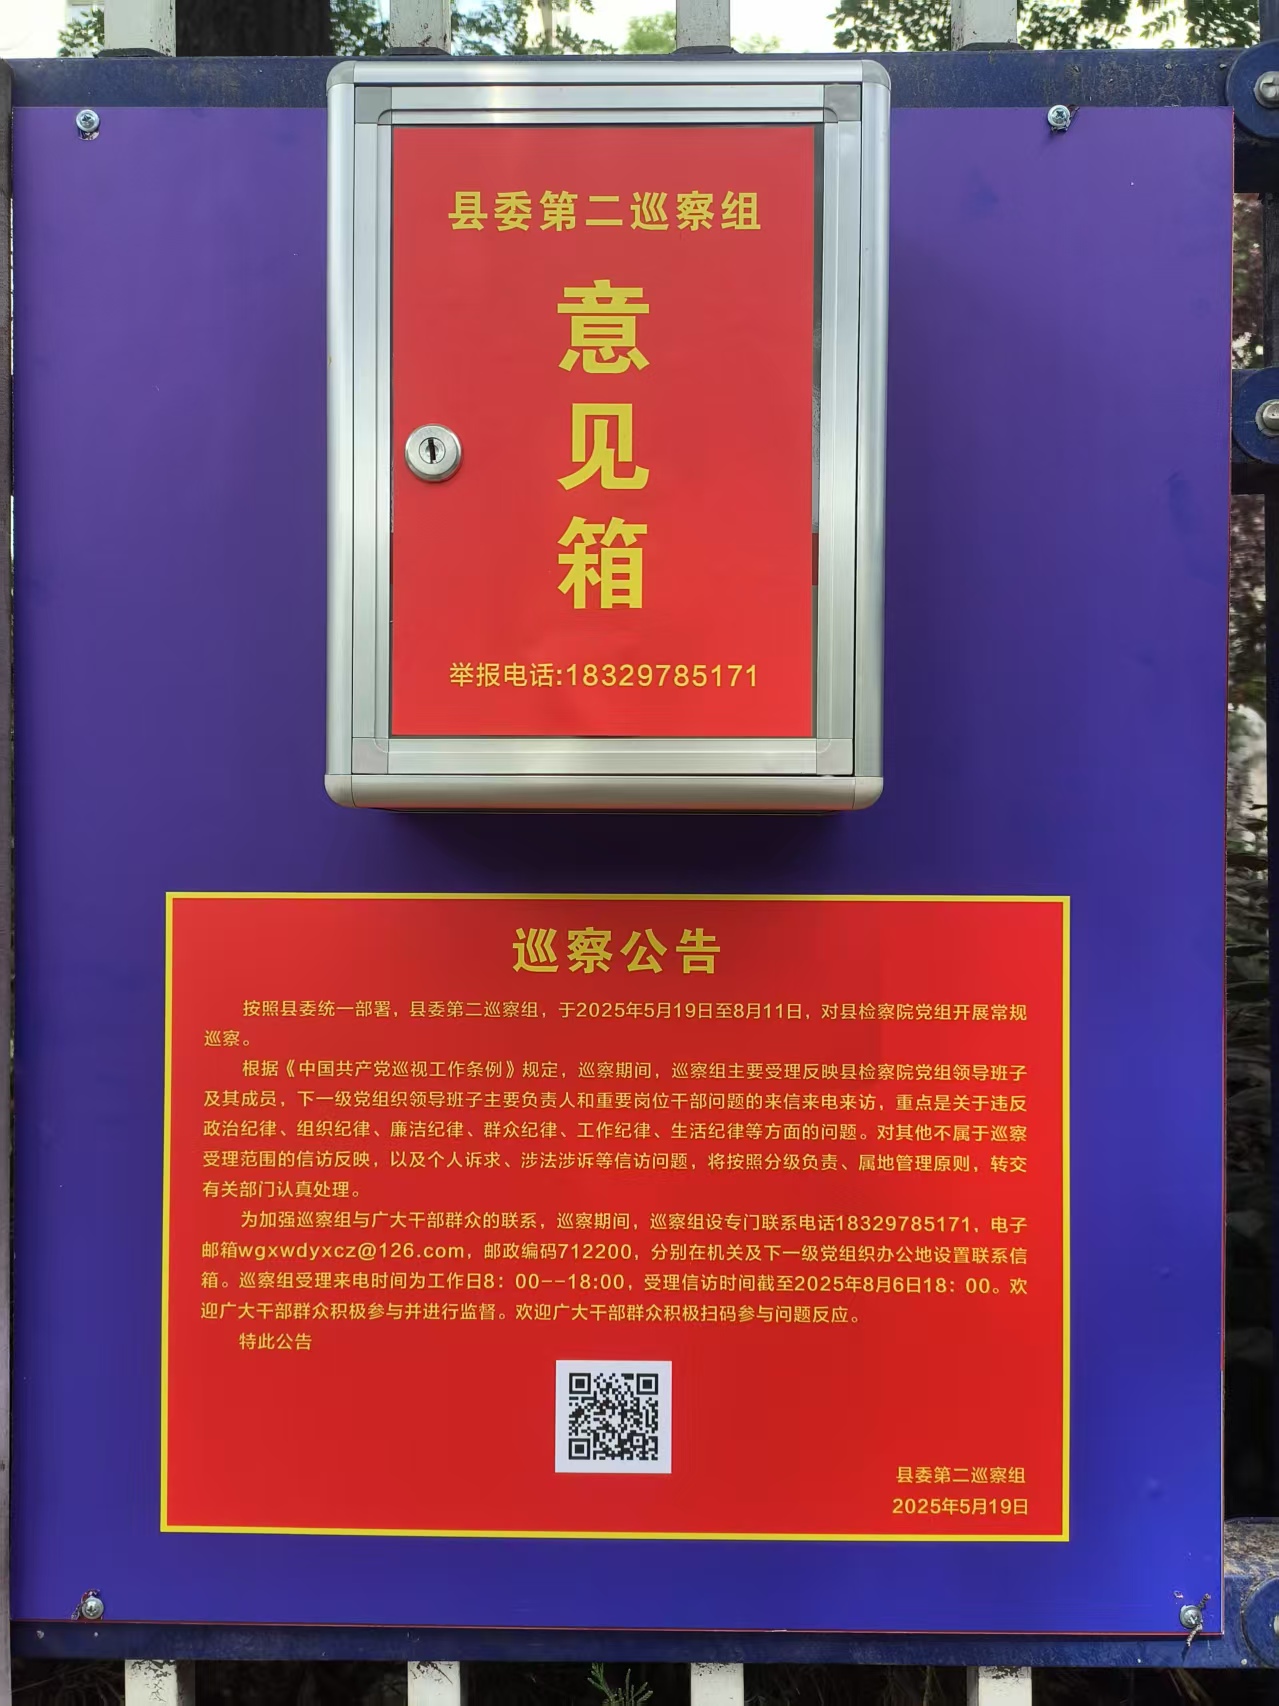 县委第二巡察组
意
见
箱
举报电话:18329785171
巡察公告
按照县委统一部署，县委第二巡察组，于2025年5月19日至8月11日，对县检察院党组开展常规
巡察。
根据《中国共产党巡视工作条例》规定，巡察期间，巡察组主要受理反映县检察院党组领导班子
及其成员，下一级党组织领导班子主要负责人和重要岗位干部问题的来信来电来访，重点是关于违反
政治纪律、组织纪律、廉洁纪律、群众纪律、工作纪律、生活纪律等方面的问题。对其他不属于巡察
受理范围的信访反映，以及个人诉求、涉法涉诉等信访问题，将按照分级负责、属地管理原则，转交
有关部门认真处理。
为加强巡察组与广大干部群众的联系，巡察期间，巡察组设专门联系电话18329785171，电子
邮箱wgxwdyxcz@126.com，邮政编码712200，分别在机关及下一级党组织办公地设置联系信
箱。巡察组受理来电时间为工作日8：00--18:00，受理信访时间截至2025年8月6日18：00。欢
迎广大干部群众积极参与并进行监督。欢迎广大干部群众积极扫码参与问题反应。
特此公告
县委第二巡察组
2025年5月19日